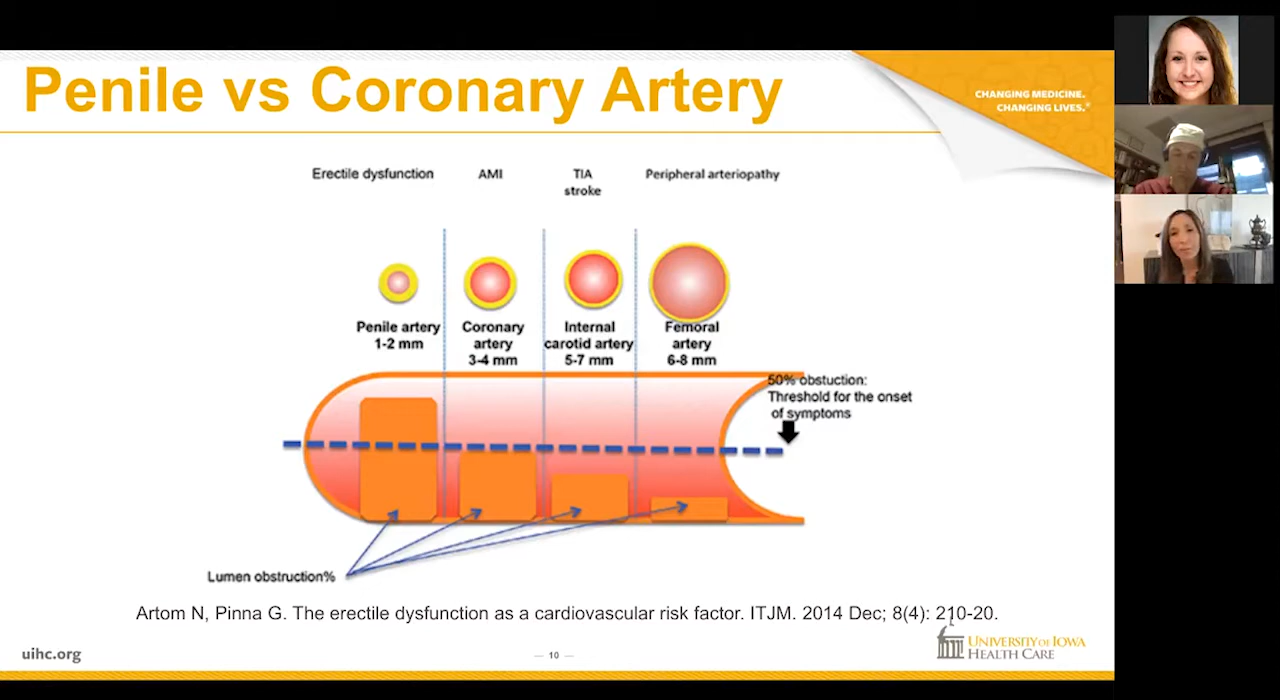 Penile vs Coronary Artery
CHANGING MEDICINE.
CHANGING LIVES.®
Erectile dysfunction
AMI
TIA
stroke
Peripheral arteriopathy
Penile artery
1-2 mm
Coronary
artery
3-4 mm
Internal
carotid artery
5-7 mm
Femoral
artery
6-8 mm
50% obstuction:
Threshold for the onset
of symptoms
Lumen obstruction%
Artom N, Pinna G. The erectile dysfunction as a cardiovascular risk factor. ITJM. 2014 Dec; 8(4): 210-20.
uihc.org
— 10 —
UNIVERSITY OF IOWA
HEALTH CARE